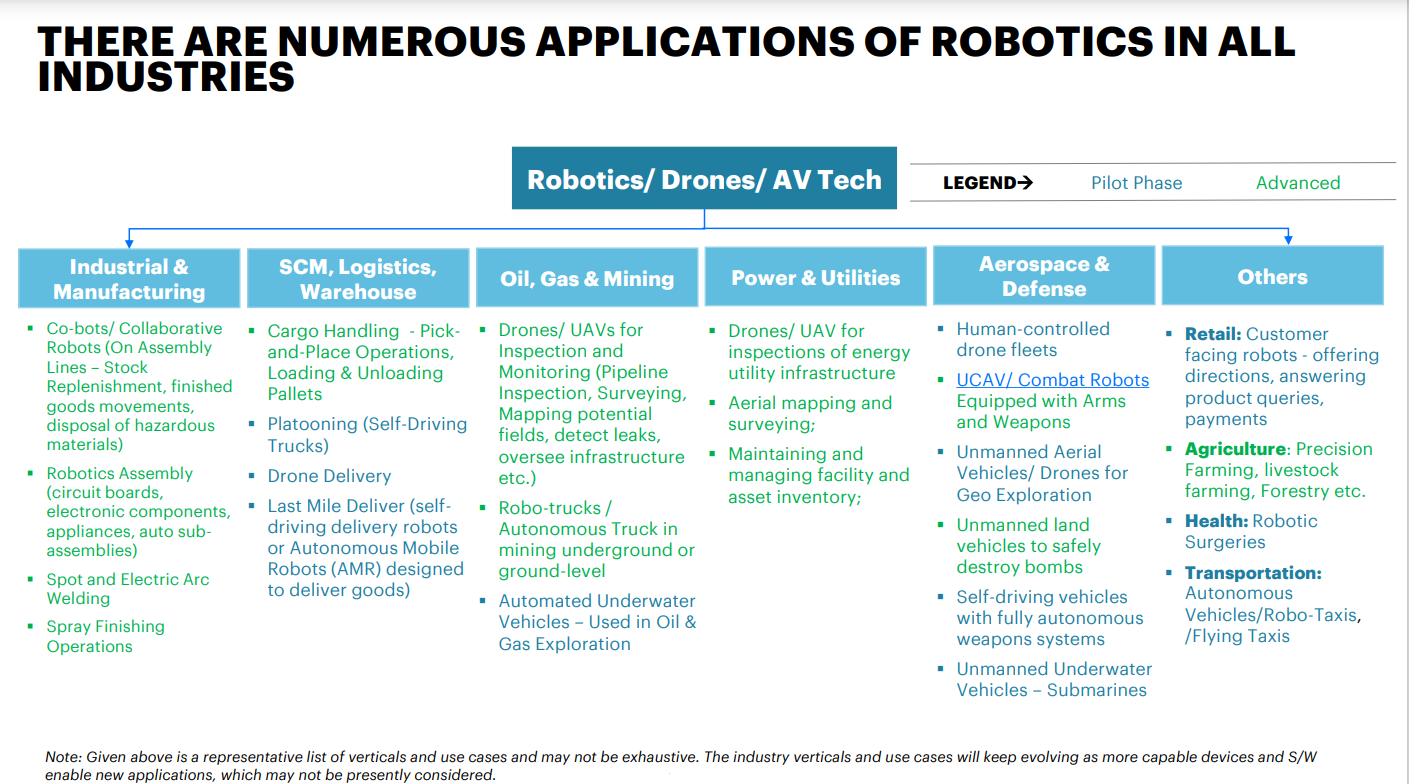 THERE ARE NUMEROUS APPLICATIONS OF ROBOTICS IN ALL
INDUSTRIES
Robotics/ Drones/ AV Tech
LEGEND→ Pilot Phase Advanced
Industrial &
Manufacturing
▪ Co-bots/ Collaborative
Robots (On Assembly
Lines – Stock
Replenishment, finished
goods movements,
disposal of hazardous
materials)
▪ Robotics Assembly
(circuit boards,
electronic components,
appliances, auto sub-
assemblies)
▪ Spot and Electric Arc
Welding
▪ Spray Finishing
Operations
SCM, Logistics,
Warehouse
▪ Cargo Handling - Pick-
and-Place Operations,
Loading & Unloading
Pallets
▪ Platooning (Self-Driving
Trucks)
▪ Drone Delivery
▪ Last Mile Deliver (self-
driving delivery robots
or Autonomous Mobile
Robots (AMR) designed
to deliver goods)
Oil, Gas & Mining
▪ Drones/ UAVs for
Inspection and
Monitoring (Pipeline
Inspection, Surveying,
Mapping potential
fields, detect leaks,
oversee infrastructure
etc.)
▪ Robo-trucks /
Autonomous Truck in
mining underground or
ground-level
▪ Automated Underwater
Vehicles – Used in Oil &
Gas Exploration
Power & Utilities
▪ Drones/ UAV for
inspections of energy
utility infrastructure
▪ Aerial mapping and
surveying;
▪ Maintaining and
managing facility and
asset inventory;
Aerospace &
Defense
▪ Human-controlled
drone fleets
▪ UCAV/ Combat Robots
Equipped with Arms
and Weapons
▪ Unmanned Aerial
Vehicles/ Drones for
Geo Exploration
▪ Unmanned land
vehicles to safely
destroy bombs
▪ Self-driving vehicles
with fully autonomous
weapons systems
▪ Unmanned Underwater
Vehicles – Submarines
Others
▪ Retail: Customer
facing robots - offering
directions, answering
product queries,
payments
▪ Agriculture: Precision
Farming, livestock
farming, Forestry etc.
▪ Health: Robotic
Surgeries
▪ Transportation:
Autonomous
Vehicles/Robo-Taxis,
/Flying Taxis
Note: Given above is a representative list of verticals and use cases and may not be exhaustive. The industry verticals and use cases will keep evolving as more capable devices and S/W
enable new applications, which may not be presently considered.